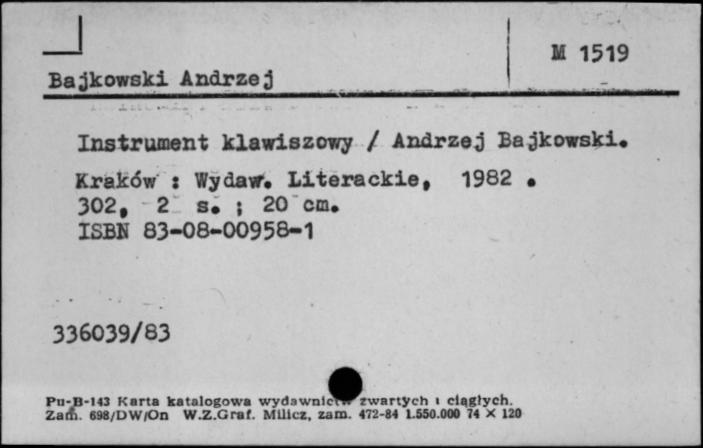 M 1519
Bajkowski Andrzej
Instrument klawiszowy / Andrzej Bajkowski.
Kraków : Wydaw. Literackie, 1982 .
302, 2 s. ; 20 cm.
ISBN 83-08-00958-1
336039/83
Pu-B-143 Karta katalogowa zwartych i ciągłych.
Zam. 698/DW/On W.Z.Graf. Milicz, zam. 472-84 1.550.000 74 X 120